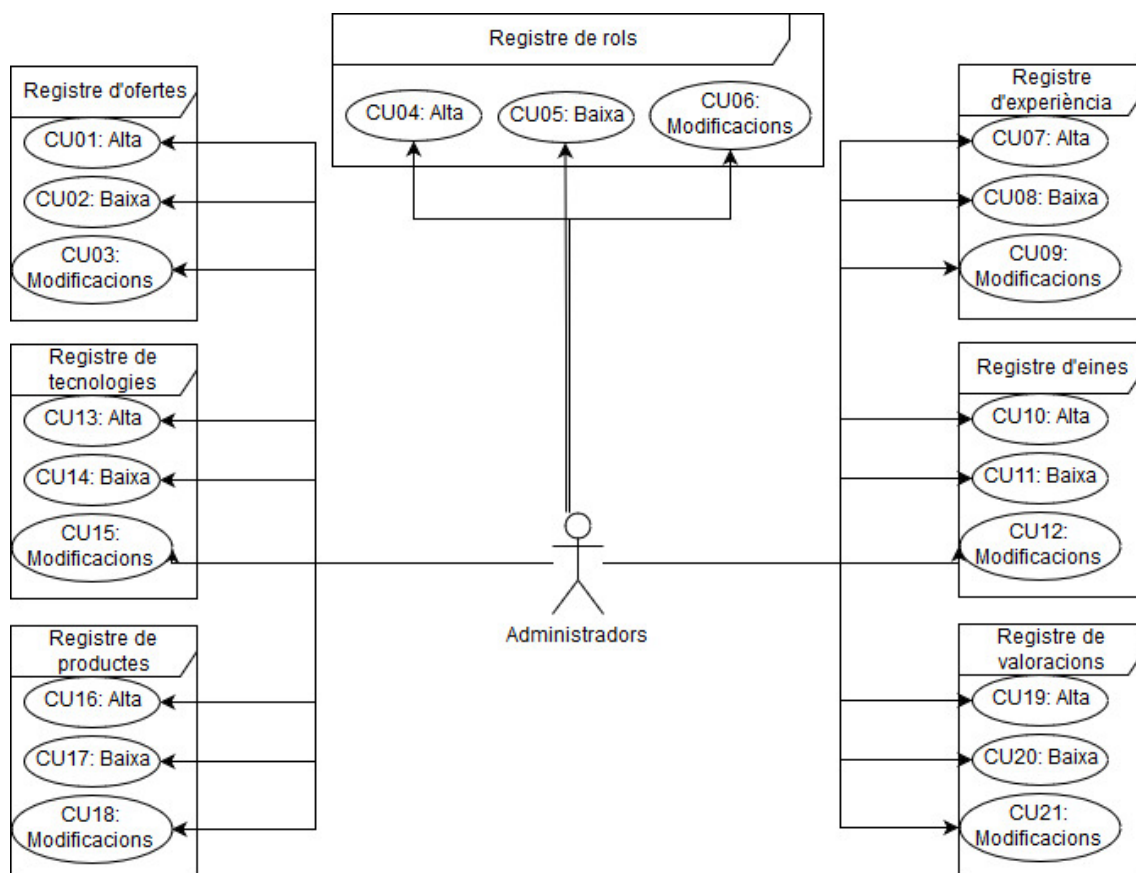 Registre de rols
CU04: Alta
CU05: Baixa
CU06:
Modificacions
Registre d'ofertes
CU01: Alta
CU02: Baixa
CU03:
Modificacions
Registre
d'experiència
CU07: Alta
CU08: Baixa
CU09:
Modificacions
Registre de
tecnologies
CU13: Alta
CU14: Baixa
CU15:
Modificacions
Registre d'eines
CU10: Alta
CU11: Baixa
CU12:
Modificacions
Administradors
Registre de
productes
CU16: Alta
CU17: Baixa
CU18:
Modificacions
Registre de
valoracions
CU19: Alta
CU20: Baixa
CU21:
Modificacions